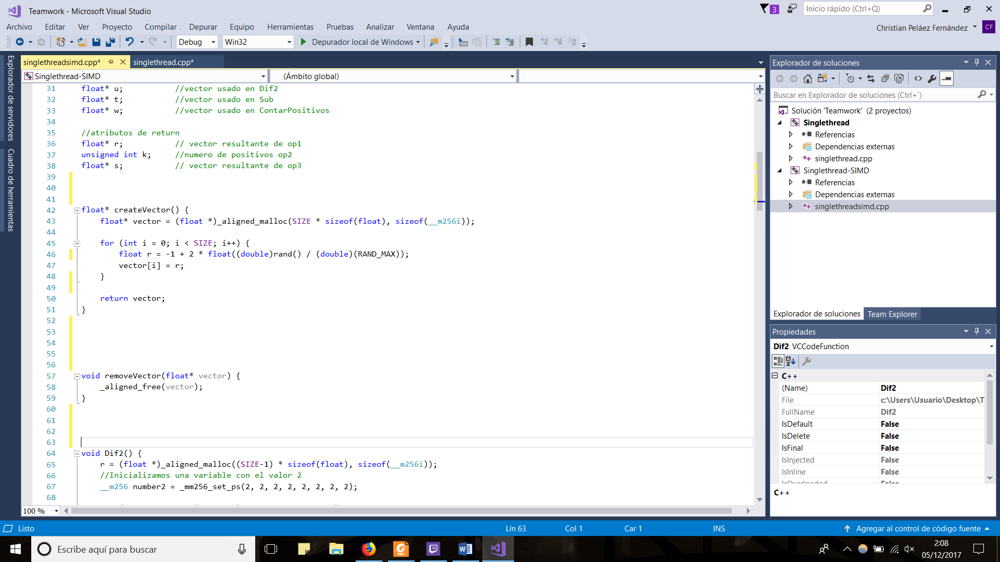 Teamwork - Microsoft Visual Studio
3
Inicio rápido (Ctrl+Q)
Archivo Editar Ver Proyecto Compilar Depurar Equipo Herramientas Pruebas Analizar Ventana Ayuda
Christian Peláez Fernández CF
Debug Win32 Depurador local de Windows
Explorador de servidores
Cuadro de herramientas
singlethreadsimd.cpp* singlethread.cpp*
Singlethread-SIMD (Ámbito global)
31 float* u; //vector usado en Dif2
32 float* t; //vector usado en Sub
33 float* w; //vector usado en ContarPositivos
34
35 //atributos de return
36 float* r; // vector resultante de op1
37 unsigned int k; //numero de positivos op2
38 float* s; // vector resultante de op3
39
40
41
42 float* createVector() {
43 float* vector = (float *)_aligned_malloc(SIZE * sizeof(float), sizeof(__m256i));
44
45 for (int i = 0; i < SIZE; i++) {
46 float r = -1 + 2 * float((double)rand() / (double)(RAND_MAX));
47 vector[i] = r;
48 }
49
50 return vector;
51 }
52
53
54
55
56
57 void removeVector(float* vector) {
58 _aligned_free(vector);
59 }
60
61
62
63
64 void Dif2() {
65 r = (float *)_aligned_malloc((SIZE-1) * sizeof(float), sizeof(__m256i));
66 //Inicializamos una variable con el valor 2
67 __m256 number2 = _mm256_set_ps(2, 2, 2, 2, 2, 2, 2, 2);
68
100 %
Explorador de soluciones
Buscar en Explorador de soluciones (Ctrl+`)
Solución 'Teamwork' (2 proyectos)
Singlethread
Referencias
Dependencias externas
singlethread.cpp
Singlethread-SIMD
Referencias
Dependencias externas
singlethreadsimd.cpp
Explorador de soluciones Team Explorer
Propiedades
Dif2 VCCodeFunction
C++
(Name) Dif2
File c:\Users\Usuario\Desktop\T
FullName Dif2
IsDefault False
IsDelete False
IsFinal False
IsInjected False
IsInline False
IsOverloaded False
C++
Listo Lín 63 Col 1 Car 1 INS Agregar al control de código fuente
Escribe aquí para buscar
2:08
05/12/2017